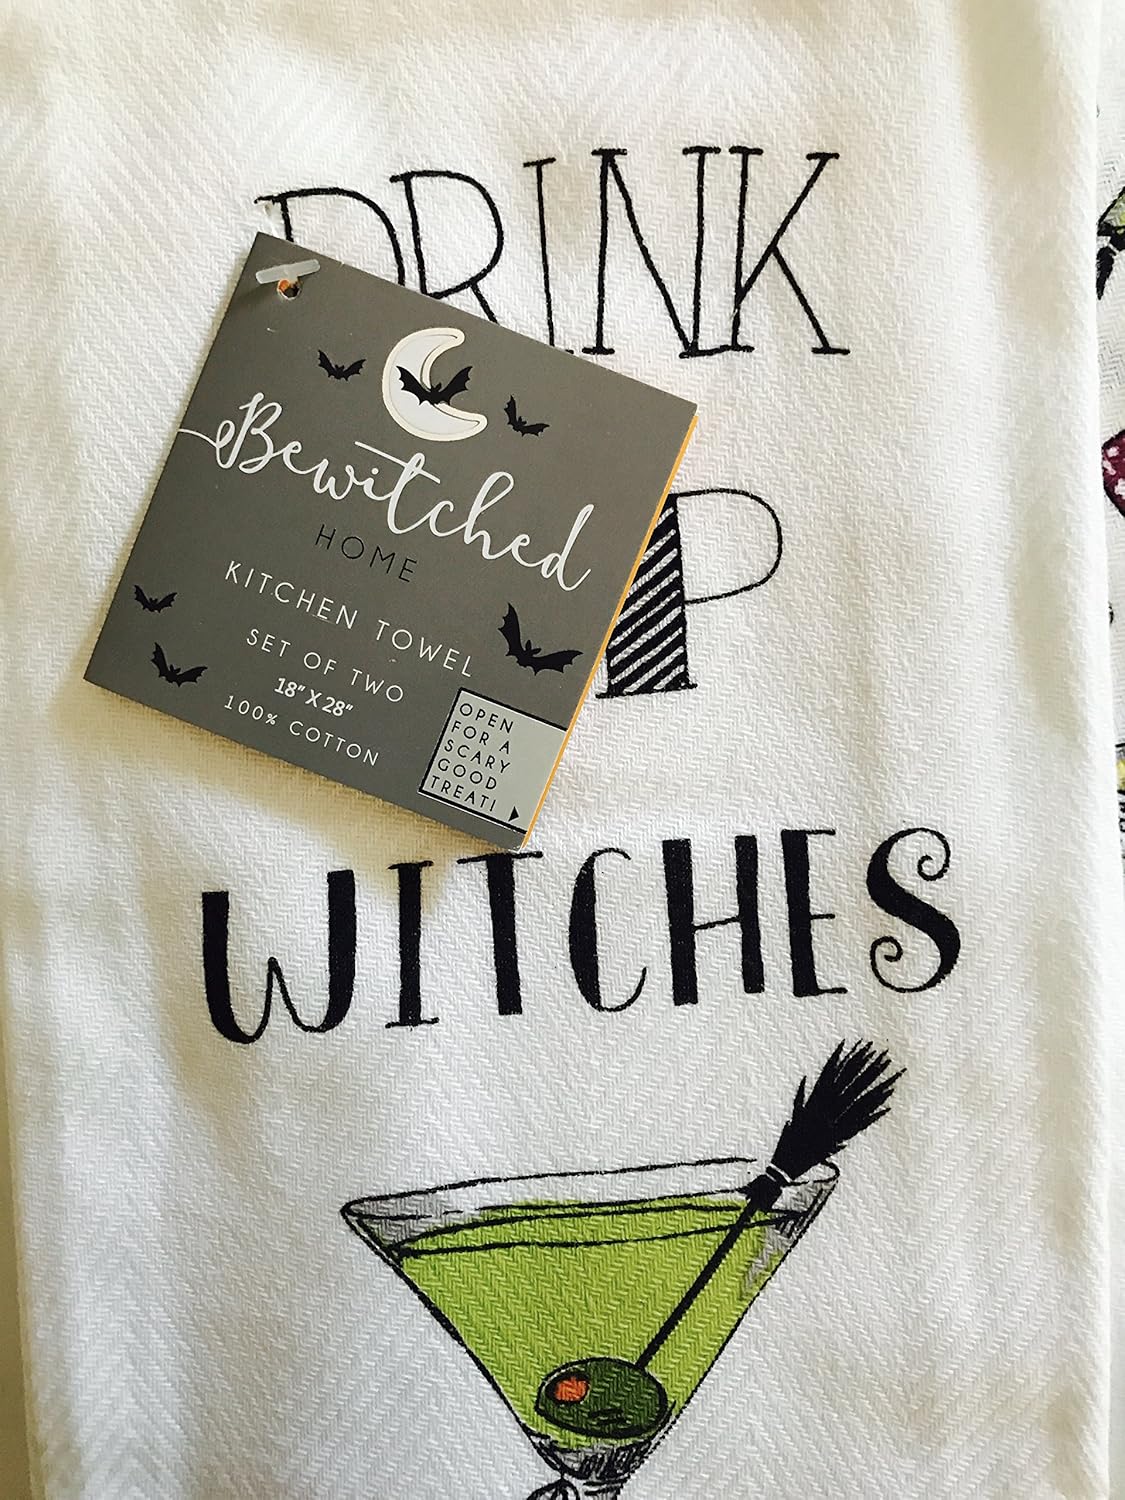 DRINK
WITCHES
Bewitched
HOME
KITCHEN TOWEL
SET OF TWO
18" X 28"
100% COTTON
OPEN
FOR A
SCARY
GOOD
TREAT!